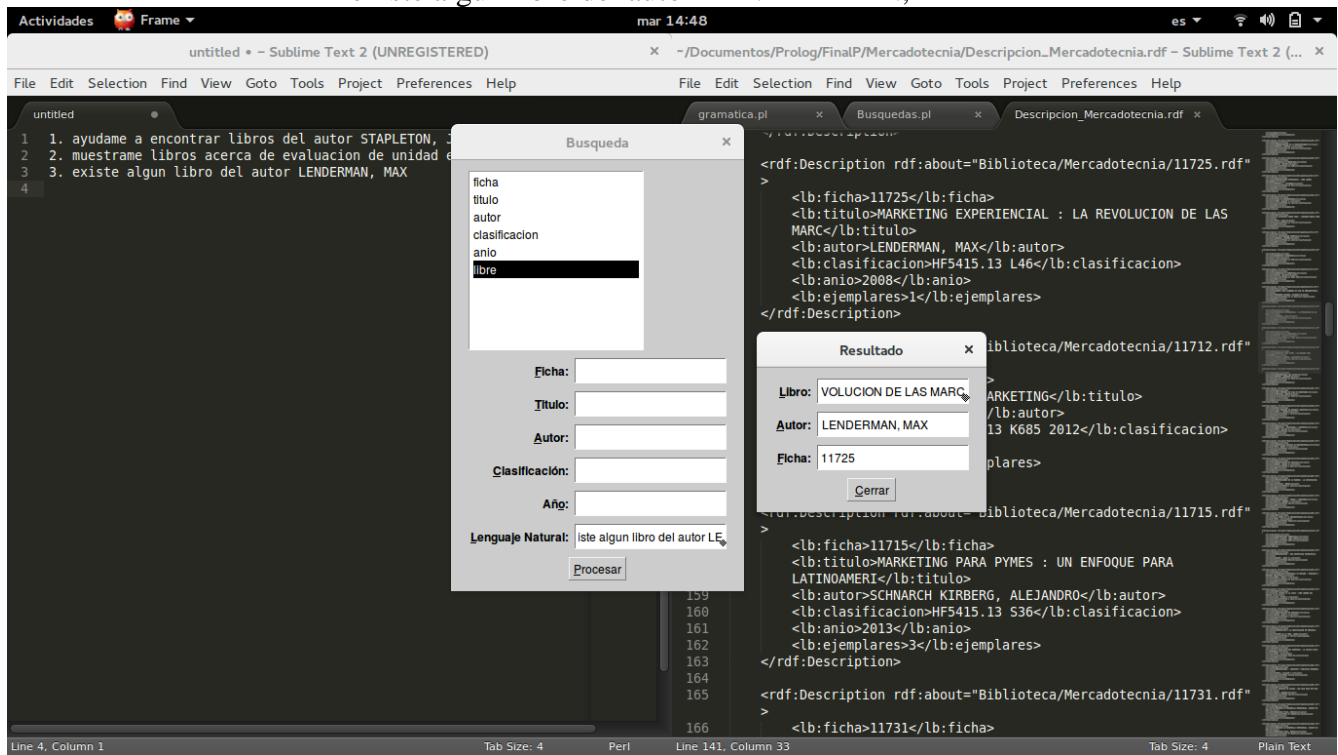 Actividades Frame mar 14:48 es
untitled • – Sublime Text 2 (UNREGISTERED) ×
~/Documentos/Prolog/FinalP/Mercadotecnia/Descripcion_Mercadotecnia.rdf – Sublime Text 2 (... ×
File Edit Selection Find View Goto Tools Project Preferences Help
File Edit Selection Find View Goto Tools Project Preferences Help
untitled
1 1. ayudame a encontrar libros del autor STAPLETON,
2 2. muestrame libros acerca de evaluacion de unidad
3 3. existe algun libro del autor LENDERMAN, MAX
4
Busqueda ×
ficha
titulo
autor
clasificacion
anio
libre
Ficha:
Titulo:
Autor:
Clasificación:
Año:
Lenguaje Natural: iste algun libro del autor LE
Procesar
gramatica.pl × Busquedas.pl × Descripcion_Mercadotecnia.rdf ×
<rdf:Description rdf:about="Biblioteca/Mercadotecnia/11725.rdf"
>
<lb:ficha>11725</lb:ficha>
<lb:titulo>MARKETING EXPERIENCIAL : LA REVOLUCION DE LAS
MARC</lb:titulo>
<lb:autor>LENDERMAN, MAX</lb:autor>
<lb:clasificacion>HF5415.13 L46</lb:clasificacion>
<lb:anio>2008</lb:anio>
<lb:ejemplares>1</lb:ejemplares>
</rdf:Description>
iblioteca/Mercadotecnia/11712.rdf"
>
ARKETING</lb:titulo>
/lb:autor>
13 K685 2012</lb:clasificacion>
plares>
Resultado ×
Libro: VOLUCION DE LAS MARC
Autor: LENDERMAN, MAX
Ficha: 11725
Cerrar
<rdf:Description rdf:about="Biblioteca/Mercadotecnia/11715.rdf"
>
<lb:ficha>11715</lb:ficha>
<lb:titulo>MARKETING PARA PYMES : UN ENFOQUE PARA
LATINOAMERI</lb:titulo>
159 <lb:autor>SCHNARCH KIRBERG, ALEJANDRO</lb:autor>
160 <lb:clasificacion>HF5415.13 S36</lb:clasificacion>
161 <lb:anio>2013</lb:anio>
162 <lb:ejemplares>3</lb:ejemplares>
163 </rdf:Description>
164
165 <rdf:Description rdf:about="Biblioteca/Mercadotecnia/11731.rdf"
>
166 <lb:ficha>11731</lb:ficha>
Line 4, Column 1 Tab Size: 4 Perl
Line 141, Column 33 Tab Size: 4 Plain Text